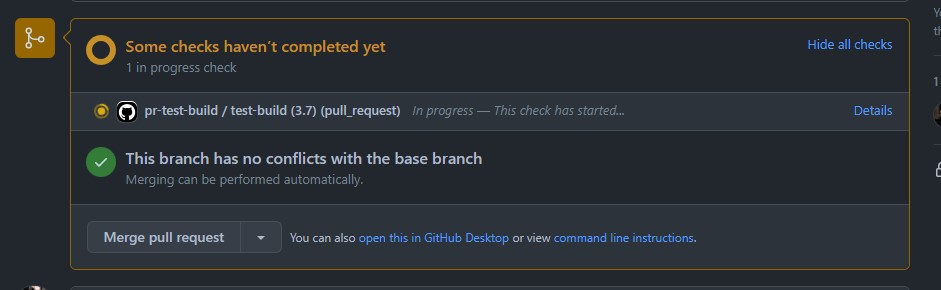 Some checks haven't completed yet
Hide all checks
1 in progress check
pr-test-build / test-build (3.7) (pull_request) In progress — This check has started...
Details
This branch has no conflicts with the base branch
Merging can be performed automatically.
Merge pull request
You can also open this in GitHub Desktop or view command line instructions.
1